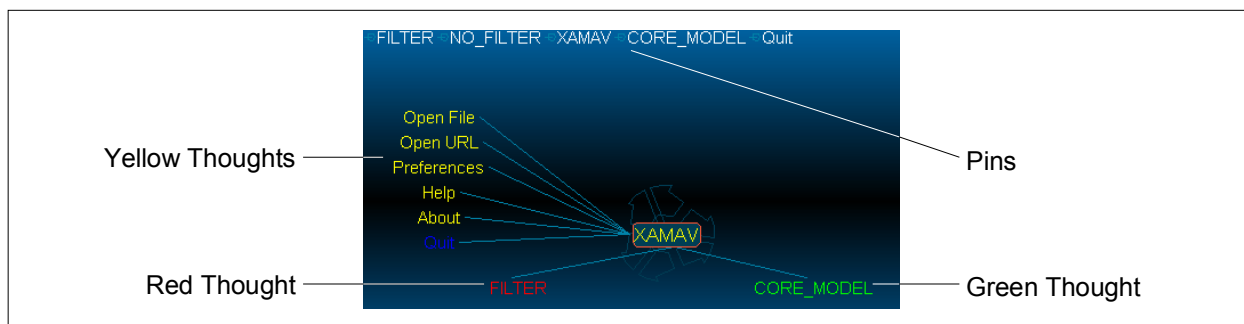 FILTER NO_FILTER XAMAV CORE_MODEL Quit
Open File
Open URL
Yellow Thoughts
Pins
Preferences
Help
About
Quit
XAMAV
Red Thought
FILTER
CORE_MODEL
Green Thought